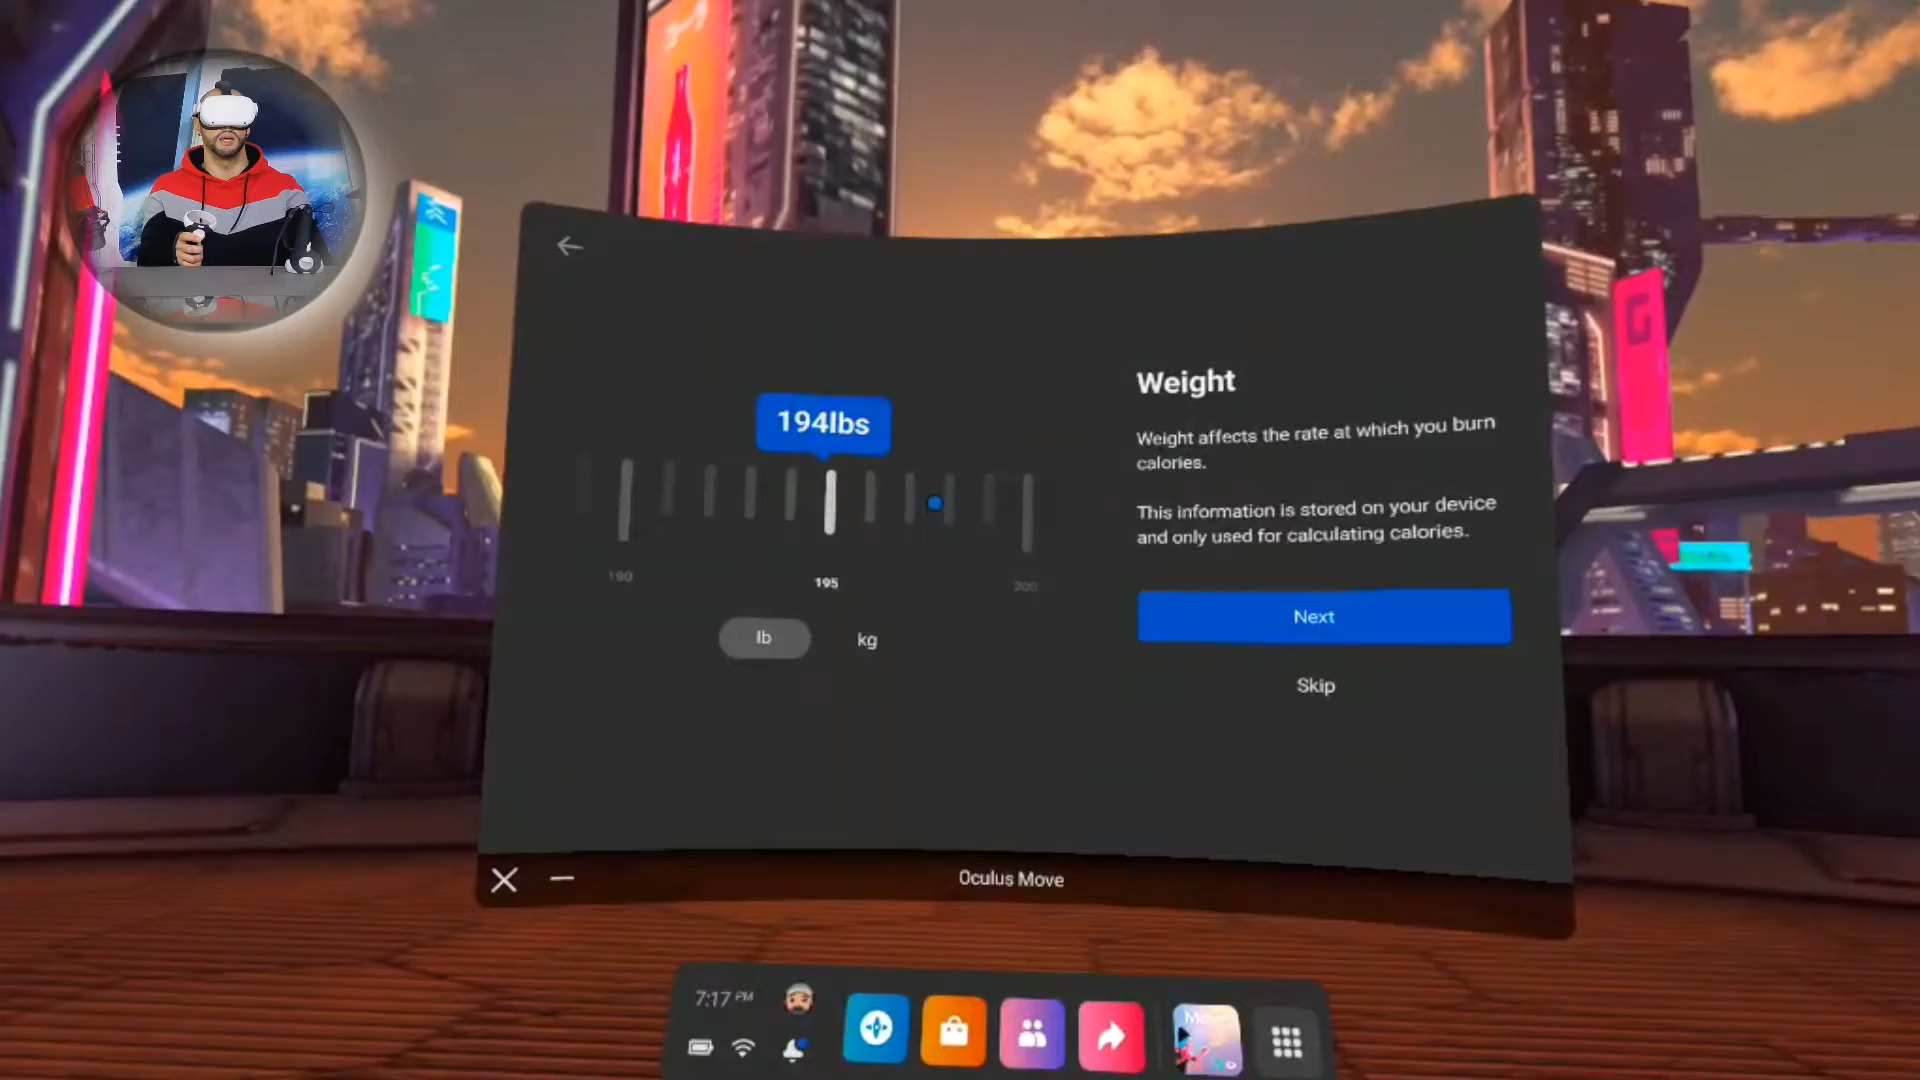 194lbs
190
195
200
lb
kg
Weight
Weight affects the rate at which you burn
calories.
This information is stored on your device
and only used for calculating calories.
Next
Skip
Oculus Move
7:17 PM